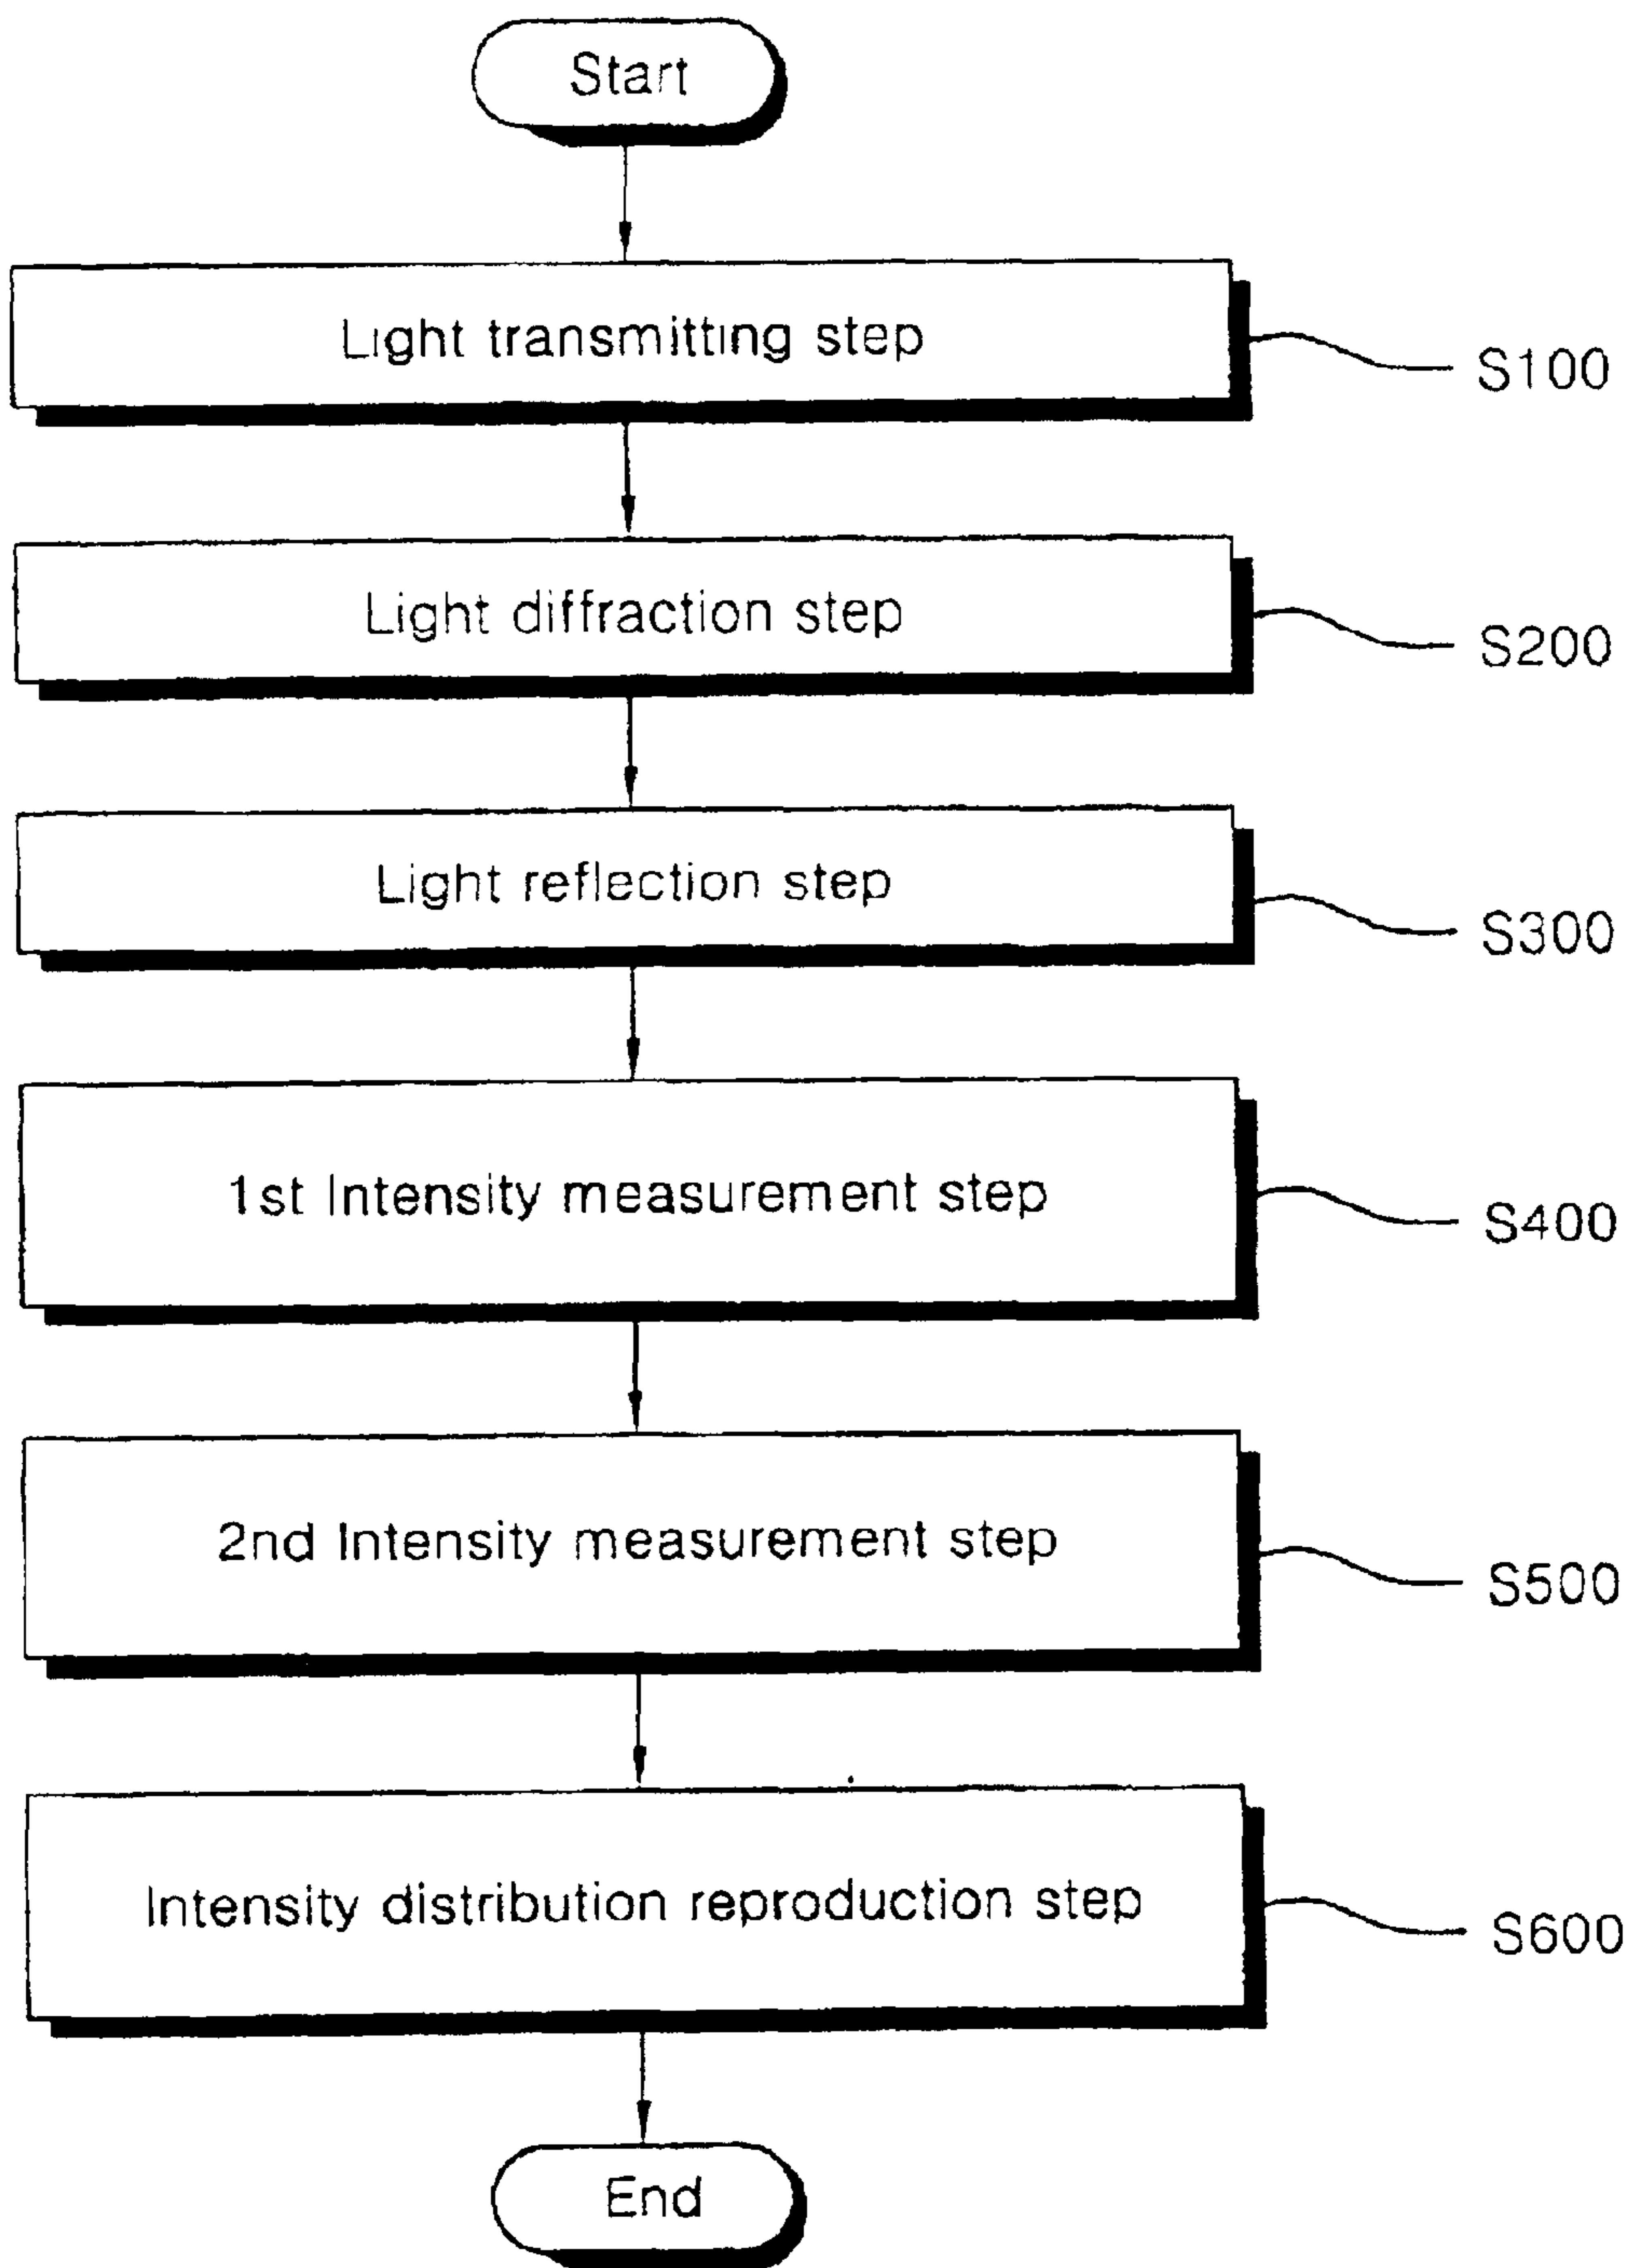 Start
Light transmitting step
S100
Light diffraction step
S200
Light reflection step
S300
1st Intensity measurement step
S400
2nd Intensity measurement step
S500
Intensity distribution reproduction step
S600
End